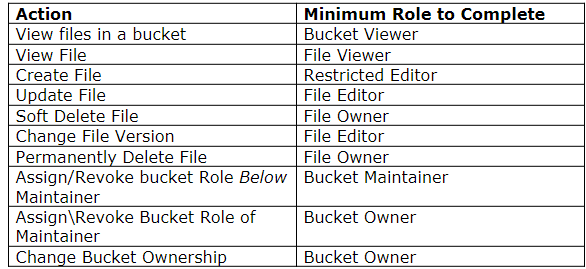 Action Minimum Role to Complete
View files in a bucket Bucket Viewer
View File File Viewer
Create File Restricted Editor
Update File File Editor
Soft Delete File File Owner
Change File Version File Editor
Permanently Delete File File Owner
Assign/Revoke bucket Role Below Bucket Maintainer
Maintainer
Assign\Revoke Bucket Role of Bucket Owner
Maintainer
Change Bucket Ownership Bucket Owner